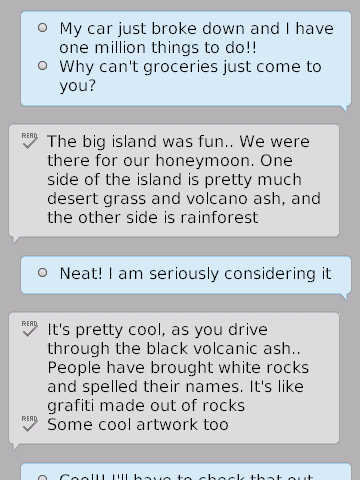 My car just broke down and I have
one million things to do!!
Why can't groceries just come to
you?
READ
The big island was fun.. We were
there for our honeymoon. One
side of the island is pretty much
desert grass and volcano ash, and
the other side is rainforest
Neat! I am seriously considering it
READ
It's pretty cool, as you drive
through the black volcanic ash..
People have brought white rocks
and spelled their names. It's like
grafiti made out of rocks
READ
Some cool artwork too
Cool!! I'll have to check that out